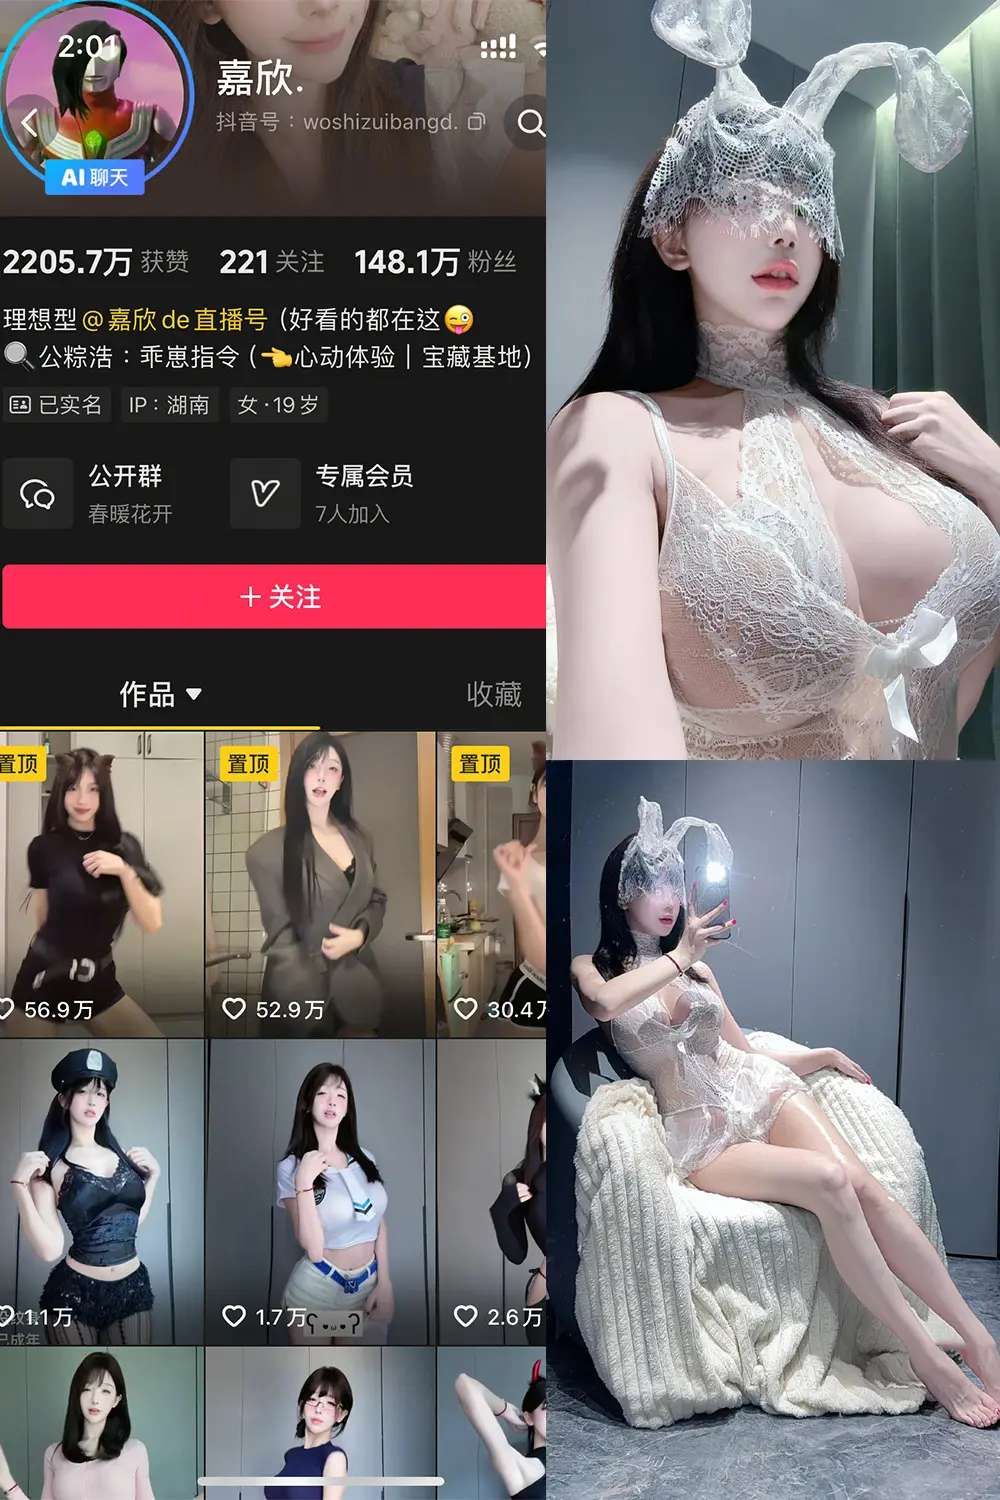 2:01
嘉欣.
抖音号：woshizuibangd.
AI 聊天
2205.7万 获赞 221 关注 148.1万 粉丝
理想型@嘉欣de直播号 (好看的都在这
公粽浩：乖崽指令 (心动体验｜宝藏基地)
已实名 IP：湖南 女·19岁
公开群 专属会员
春暖花开 7人加入
＋关注
作品 收藏
置顶 置顶 置顶
56.9万 52.9万 30.4万
1.1万 1.7万 2.6万
已成年